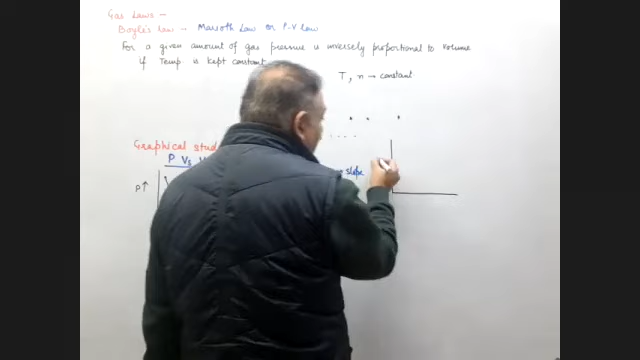 Gas Laws -
Boyle's law - Marioth Law or P-V law
For a given amount of gas pressure is inversely proportional to volume
if Temp is kept constant
T, n → constant
Graphical stud
P Vs V
slope
P↑